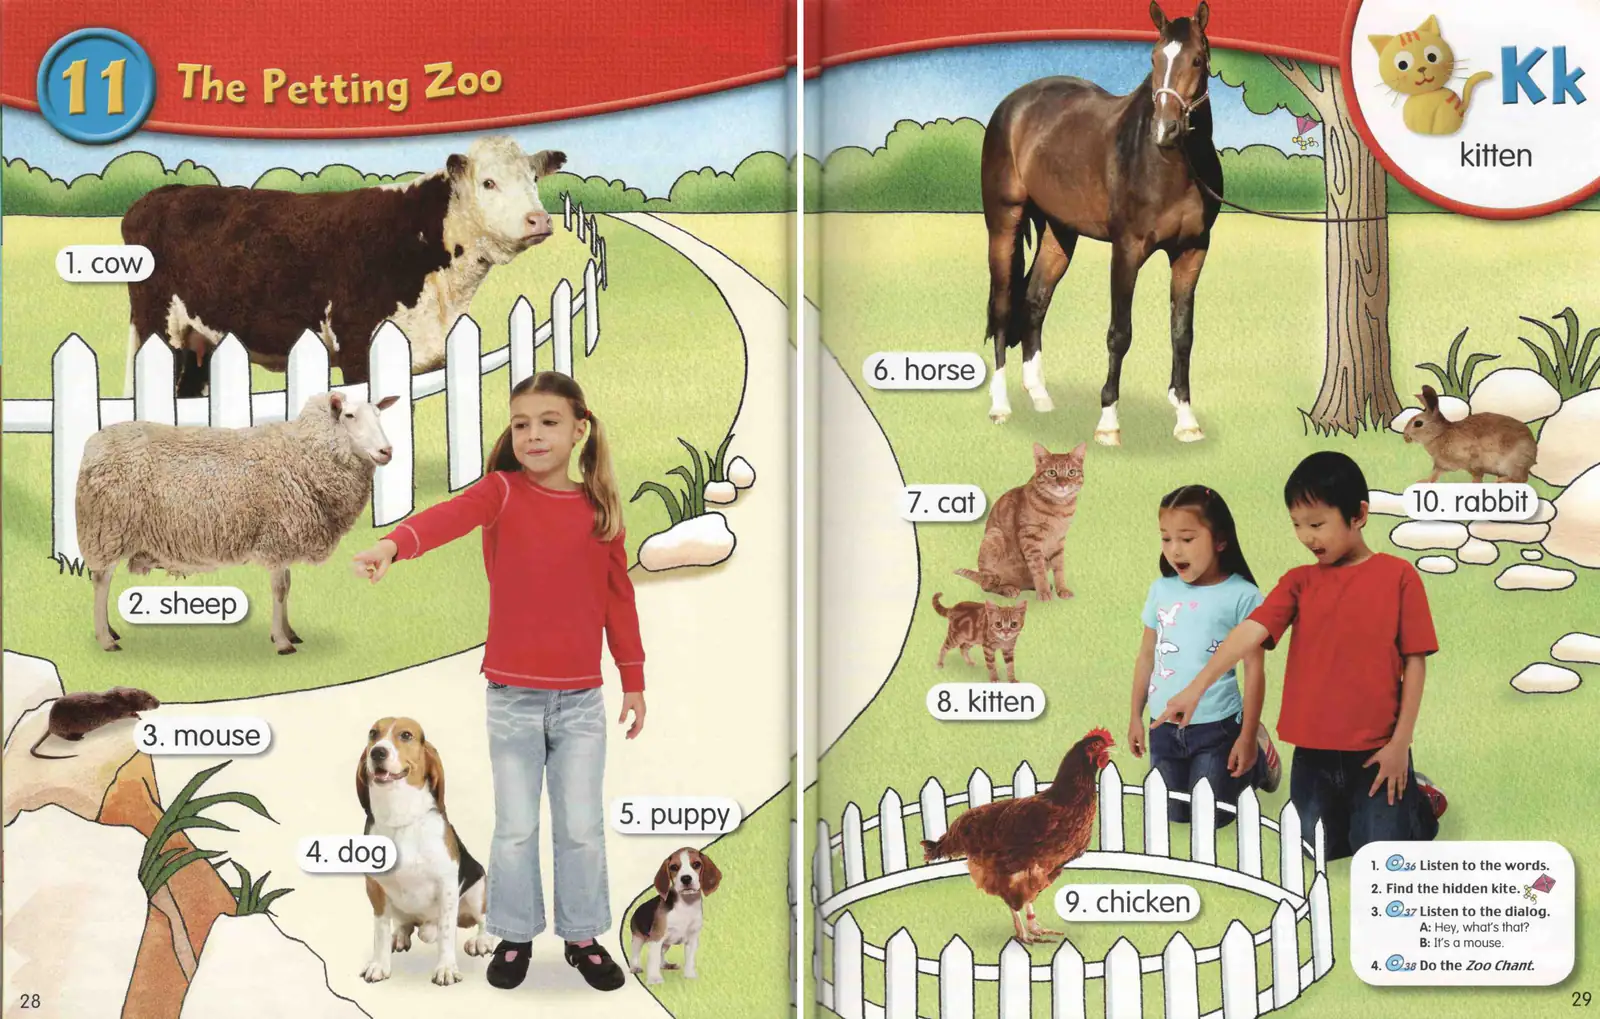 11
The Petting Zoo
1. cow
2. sheep
3. mouse
4. dog
5. puppy
28
Kk
kitten
6. horse
7. cat
8. kitten
9. chicken
10. rabbit
1. 36 Listen to the words.
2. Find the hidden kite.
3. 37 Listen to the dialog.
A: Hey, what's that?
B: It's a mouse.
4. 38 Do the Zoo Chant.
29